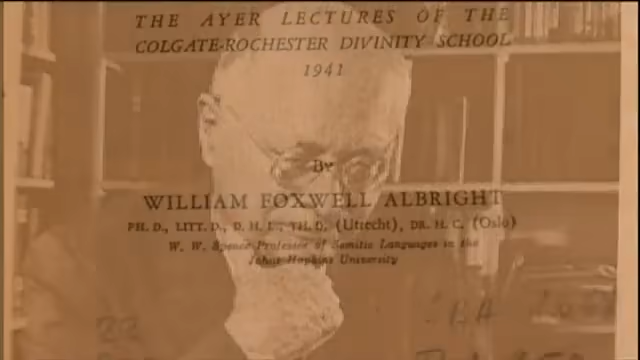 THE AYER LECTURES OF THE
COLGATE-ROCHESTER DIVINITY SCHOOL
1941
BY
WILLIAM FOXWELL ALBRIGHT
PH. D., LITT. D., D. H. L., TH. D. (Utrecht), DR. H. C. (Oslo)
W. W. Spence Professor of Semitic Languages in the
Johns Hopkins University